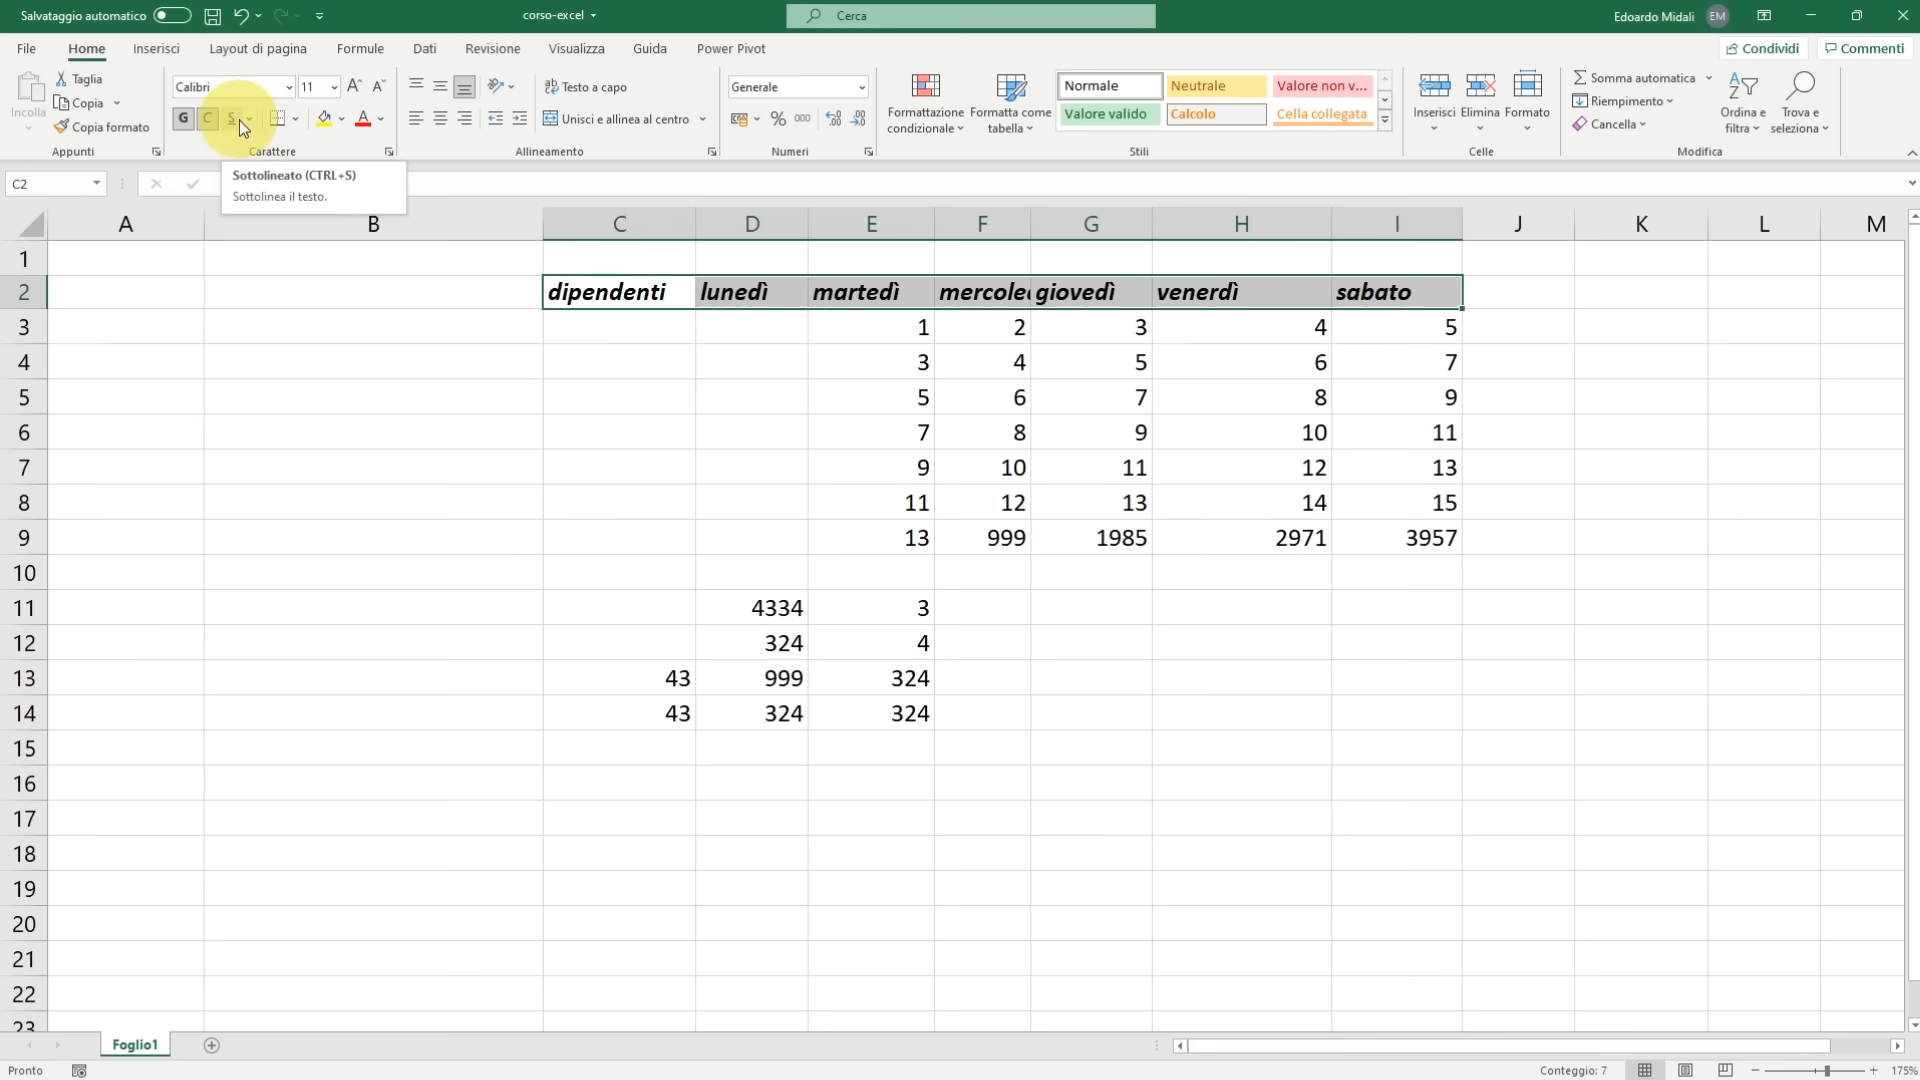 Salvataggio automatico corso-excel Cerca Edoardo Midali EM
File Home Inserisci Layout di pagina Formule Dati Revisione Visualizza Guida Power Pivot Condividi Commenti
Incolla
Taglia
Copia
Copia formato
Appunti
Calibri 11
G C S
Carattere
Testo a capo
Unisci e allinea al centro
Allineamento
Generale
% 000
Numeri
Formattazione condizionale
Formatta come tabella
Normale Neutrale Valore non v...
Valore valido Calcolo Cella collegata
Stili
Inserisci Elimina Formato
Celle
Somma automatica
Riempimento
Cancella
Ordina e filtra
Trova e seleziona
Modifica
C2
Sottolineato (CTRL+S)
Sottolinea il testo.
A B C D E F G H I J K L M
1
2 dipendenti lunedì martedì mercole giovedì venerdì sabato
3 1 2 3 4 5
4 3 4 5 6 7
5 5 6 7 8 9
6 7 8 9 10 11
7 9 10 11 12 13
8 11 12 13 14 15
9 13 999 1985 2971 3957
10
11 4334 3
12 324 4
13 43 999 324
14 43 324 324
15
16
17
18
19
20
21
22
23
Foglio1
Pronto Conteggio: 7 175%